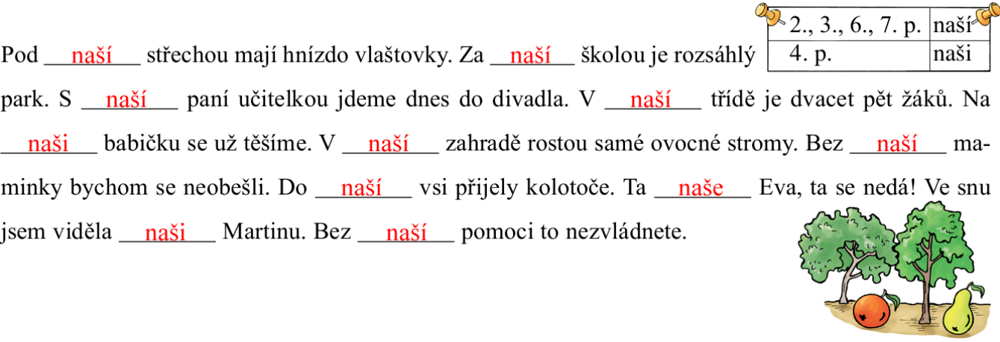 2., 3., 6., 7. p. naší
Pod naší střechou mají hnízdo vlaštovky. Za naší školou je rozsáhlý
4. p. naši
park. S naší paní učitelkou jdeme dnes do divadla. V naší třídě je dvacet pět žáků. Na
naši babičku se už těšíme. V naší zahradě rostou samé ovocné stromy. Bez naší ma-
minky bychom se neobešli. Do naší vsi přijely kolotoče. Ta naše Eva, ta se nedá! Ve snu
jsem viděla naši Martinu. Bez naší pomoci to nezvládnete.